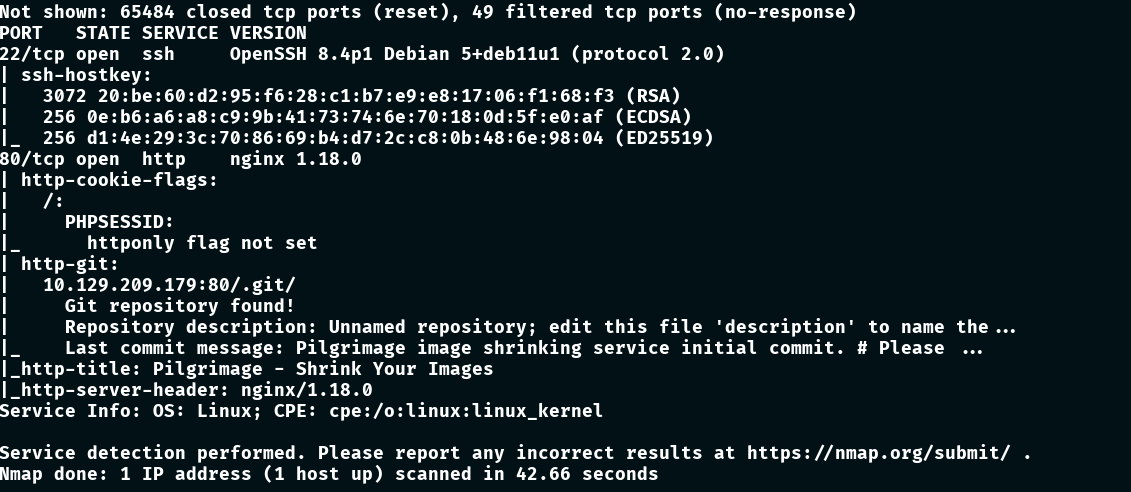 Not shown: 65484 closed tcp ports (reset), 49 filtered tcp ports (no-response)
PORT   STATE SERVICE VERSION
22/tcp open  ssh     OpenSSH 8.4p1 Debian 5+deb11u1 (protocol 2.0)
| ssh-hostkey:
|   3072 20:be:60:d2:95:f6:28:c1:b7:e9:e8:17:06:f1:68:f3 (RSA)
|   256 0e:b6:a6:a8:c9:9b:41:73:74:6e:70:18:0d:5f:e0:af (ECDSA)
|_  256 d1:4e:29:3c:70:86:69:b4:d7:2c:c8:0b:48:6e:98:04 (ED25519)
80/tcp open  http    nginx 1.18.0
| http-cookie-flags:
|   /:
|     PHPSESSID:
|_      httponly flag not set
| http-git:
|   10.129.209.179:80/.git/
|     Git repository found!
|     Repository description: Unnamed repository; edit this file 'description' to name the...
|_    Last commit message: Pilgrimage image shrinking service initial commit. # Please ...
|_http-title: Pilgrimage - Shrink Your Images
|_http-server-header: nginx/1.18.0
Service Info: OS: Linux; CPE: cpe:/o:linux:linux_kernel

Service detection performed. Please report any incorrect results at https://nmap.org/submit/ .
Nmap done: 1 IP address (1 host up) scanned in 42.66 seconds